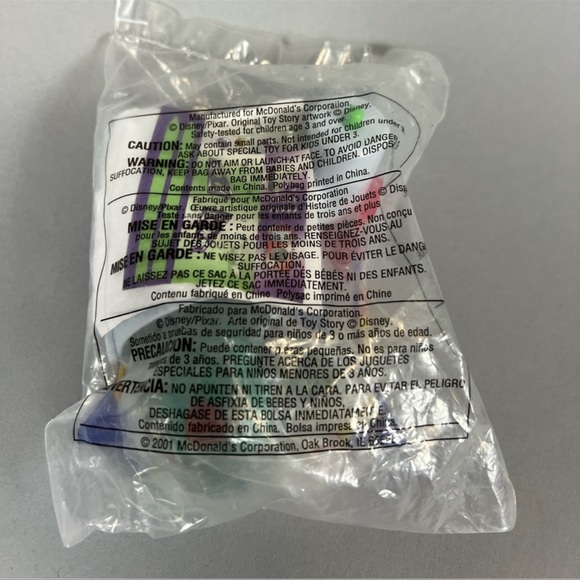 Manufactured for McDonald's Corporation.
© Disney/Pixar. Original Toy Story artwork © Disney.
Safety-tested for children age 3 and over.
CAUTION: May contain small parts. Not intended for children under 3.
ASK ABOUT SPECIAL TOY FOR KIDS UNDER 3.
WARNING: DO NOT AIM OR LAUNCH AT FACE. TO AVOID DANGER
SUFFOCATION, KEEP BAG AWAY FROM BABIES AND CHILDREN. DISPOS
BAG IMMEDIATELY.
Contents made in China. Polybag printed in China.
Fabriqué pour McDonald's Corporation
© Disney/Pixar. Œuvre artistique originale d'Histoire de Jouets © Disn
Testé sans danger pour les enfants de trois ans et plus
MISE EN GARDE : Peut contenir de petites pièces. Non conçu
pour les enfants de moins de trois ans. RENSEIGNEZ-VOUS AU
SUJET DES JOUETS POUR LES MOINS DE TROIS ANS.
MISE EN GARDE : NE VISEZ PAS LE VISAGE. POUR ÉVITER LE DANG
SUFFOCATION,
NE LAISSEZ PAS CE SAC À LA PORTÉE DES BÉBÉS NI DES ENFANTS.
JETEZ CE SAC IMMÉDIATEMENT.
Contenu fabriqué en Chine Polysac imprimé en Chine
Fabricado para McDonald's Corporation.
© Disney/Pixar. Arte original de Toy Story © Disney.
Sometido a pruebas de seguridad para niños de 3 o más años de edad.
PRECAUCIÓN: Puede contener piezas pequeñas. No es para niños
de 3 años. PREGUNTE ACERCA DE LOS JUGUETES
ESPECIALES PARA NIÑOS MENORES DE 3 AÑOS.
VERTENCIA: NO APUNTEN NI TIREN A LA CARA. PARA EVITAR EL PELIGRO
DE ASFIXIA DE BEBES Y NIÑOS,
DESHAGASE DE ESTA BOLSA INMEDIATAMENTE.
Contenido fabricado en China. Bolsa impresa en China.
© 2001 McDonald's Corporation, Oak Brook, IL